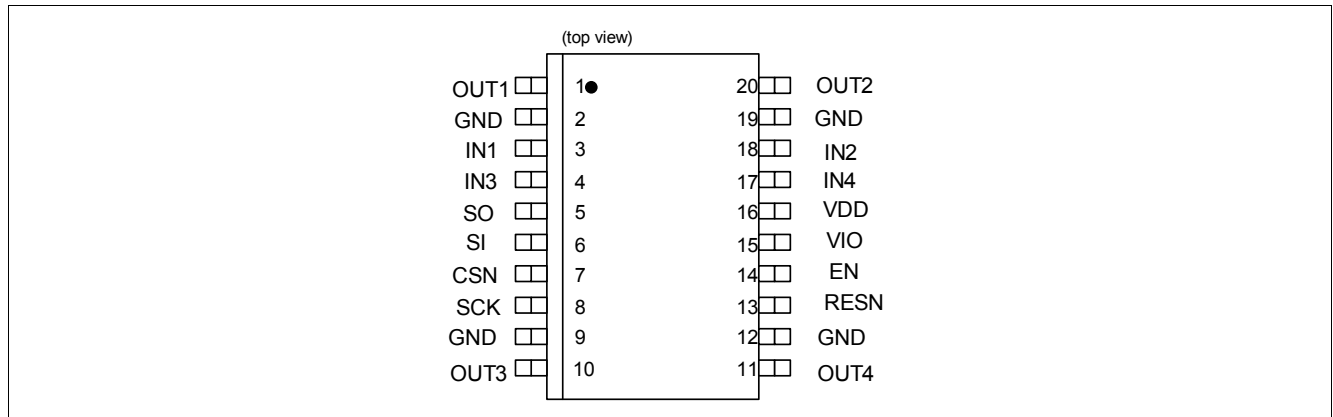 (top view)
OUT1 1 20 OUT2
GND 2 19 GND
IN1 3 18 IN2
IN3 4 17 IN4
SO 5 16 VDD
SI 6 15 VIO
CSN 7 14 EN
SCK 8 13 RESN
GND 9 12 GND
OUT3 10 11 OUT4